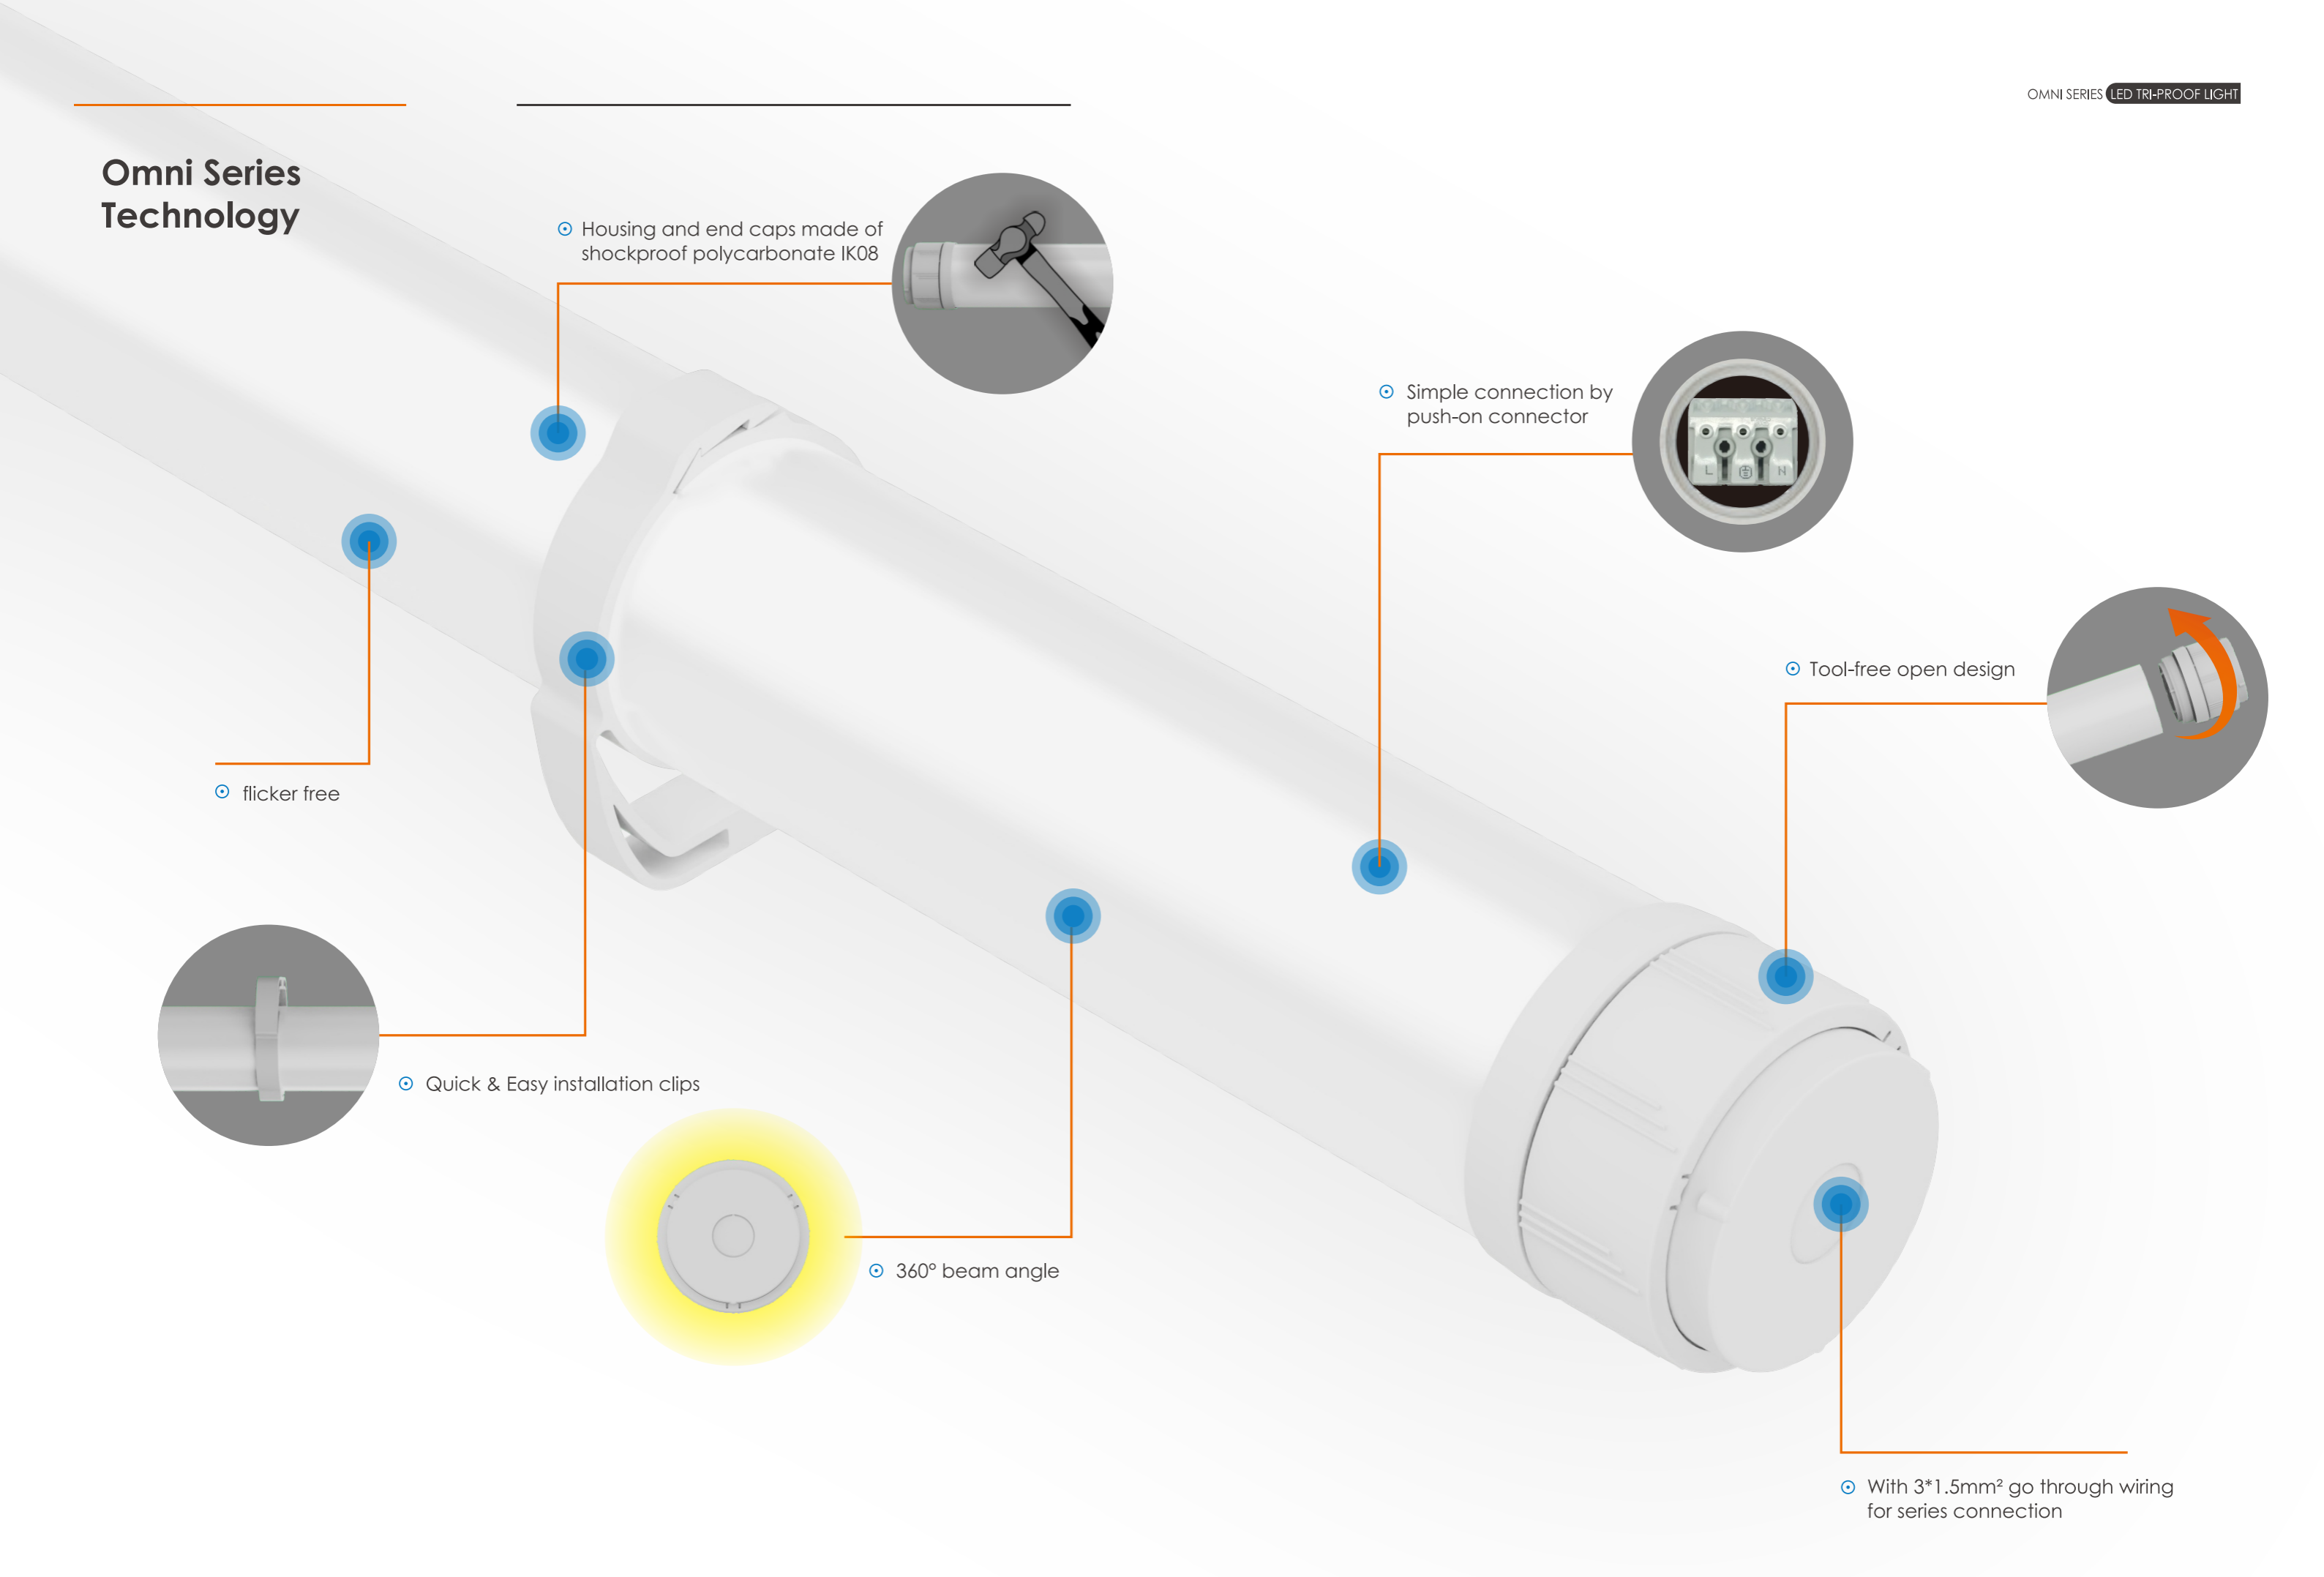 OMNI SERIES LED TRI-PROOF LIGHT
Omni Series
Technology
Housing and end caps made of
shockproof polycarbonate IK08
Simple connection by
push-on connector
L N
Tool-free open design
flicker free
Quick & Easy installation clips
360° beam angle
With 3*1.5mm² go through wiring
for series connection